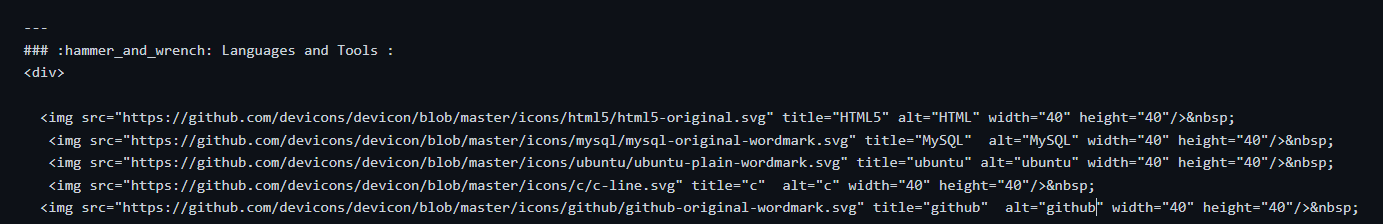 ---
### :hammer_and_wrench: Languages and Tools :
<div>
<img src="https://github.com/devicons/devicon/blob/master/icons/html5/html5-original.svg" title="HTML5" alt="HTML" width="40" height="40"/>&nbsp;
<img src="https://github.com/devicons/devicon/blob/master/icons/mysql/mysql-original-wordmark.svg" title="MySQL"  alt="MySQL" width="40" height="40"/>&nbsp;
<img src="https://github.com/devicons/devicon/blob/master/icons/ubuntu/ubuntu-plain-wordmark.svg" title="ubuntu" alt="ubuntu" width="40" height="40"/>&nbsp;
<img src="https://github.com/devicons/devicon/blob/master/icons/c/c-line.svg" title="c"  alt="c" width="40" height="40"/>&nbsp;
<img src="https://github.com/devicons/devicon/blob/master/icons/github/github-original-wordmark.svg" title="github"  alt="github" width="40" height="40"/>&nbsp;